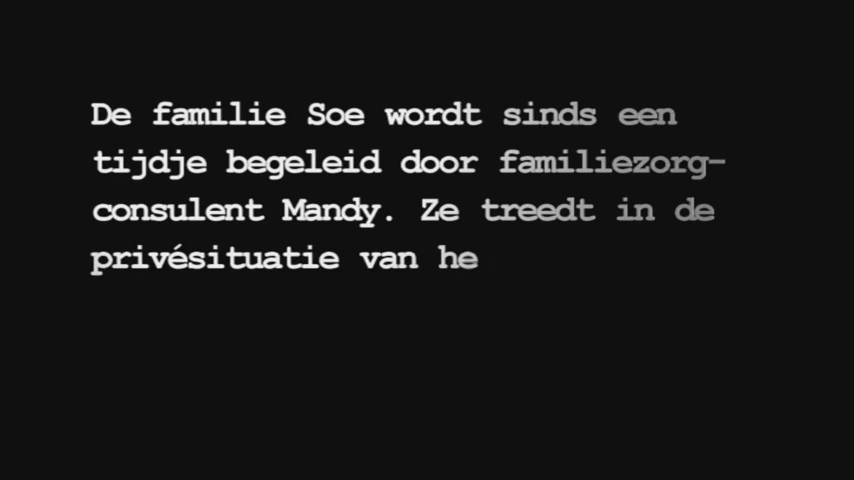 De familie Soe wordt sinds een
tijdje begeleid door familiezorg-
consulent Mandy. Ze treedt in de
privésituatie van he